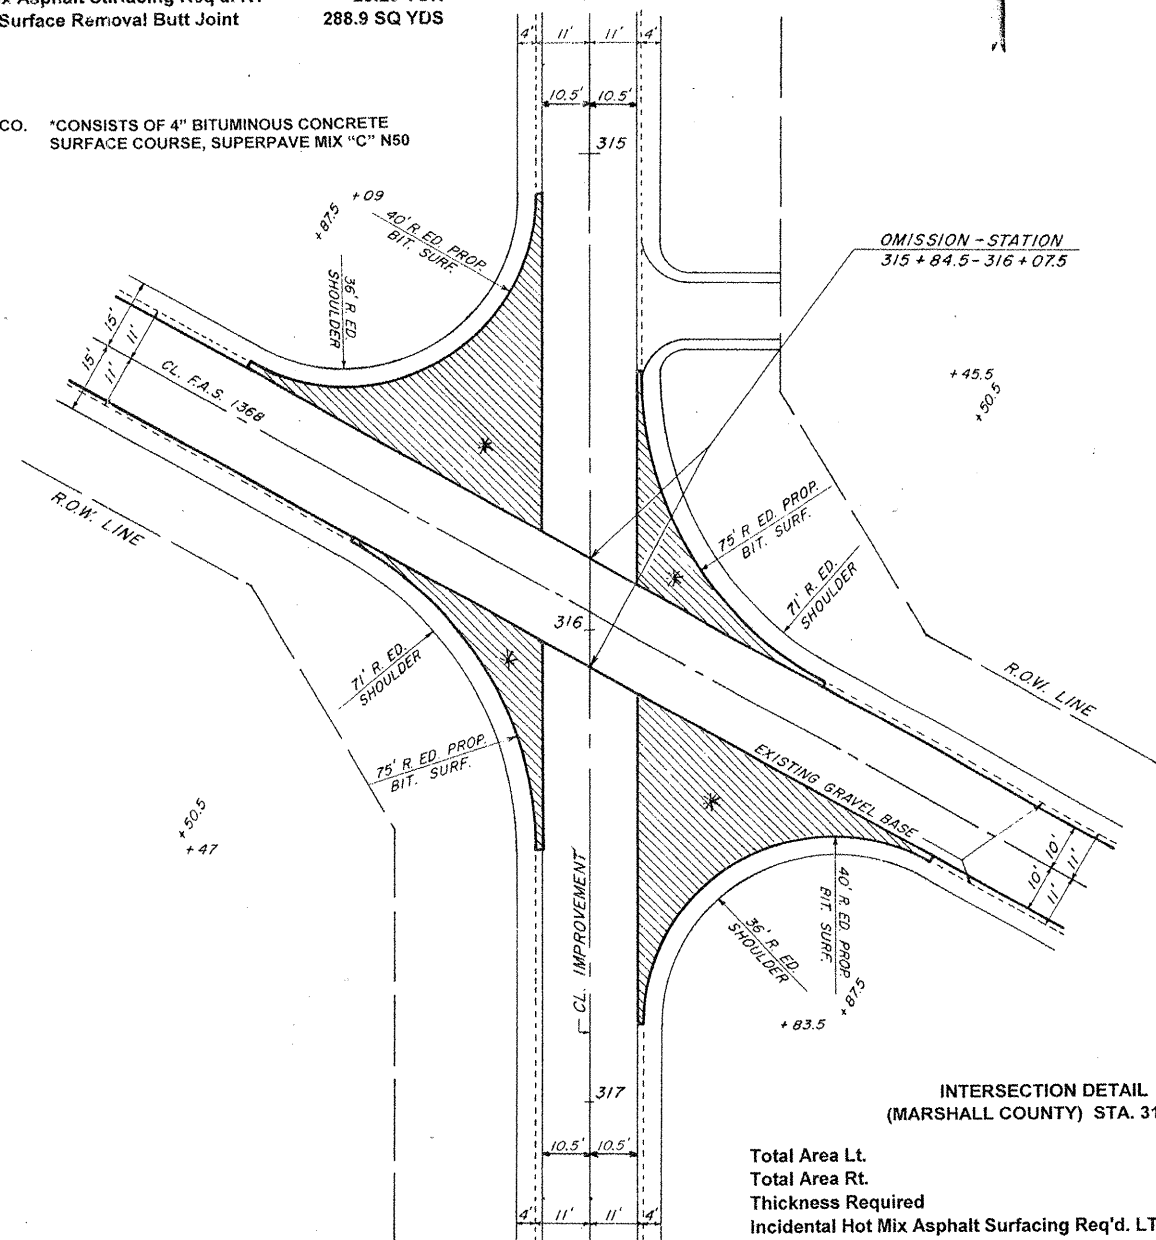 Surface Removal Butt Joint 288.9 SQ YDS
CO. *CONSISTS OF 4" BITUMINOUS CONCRETE
SURFACE COURSE, SUPERPAVE MIX "C" N50
4' 11' 11' 4'
10.5' 10.5'
315
+09
+87.5
40' R. ED. PROP.
BIT. SURF.
36' R. ED.
SHOULDER
OMISSION - STATION
315 + 84.5 - 316 + 07.5
15' 11'
15' 11'
CL. F.A.S. 1368
+45.5
+50.5
R.O.W. LINE
75' R. ED. PROP.
BIT. SURF.
71' R. ED.
SHOULDER
316
71' R. ED.
SHOULDER
R.O.W. LINE
75' R. ED. PROP.
BIT. SURF.
EXISTING GRAVEL BASE
+50.5
+47
10' 11'
10' 11'
CL. IMPROVEMENT
40' R. ED. PROP.
BIT. SURF.
36' R. ED.
SHOULDER
+87.5
+83.5
317
INTERSECTION DETAIL
(MARSHALL COUNTY) STA. 31
10.5' 10.5'
Total Area Lt.
Total Area Rt.
Thickness Required
4' 11' 11' 4'
Incidental Hot Mix Asphalt Surfacing Req'd. LT